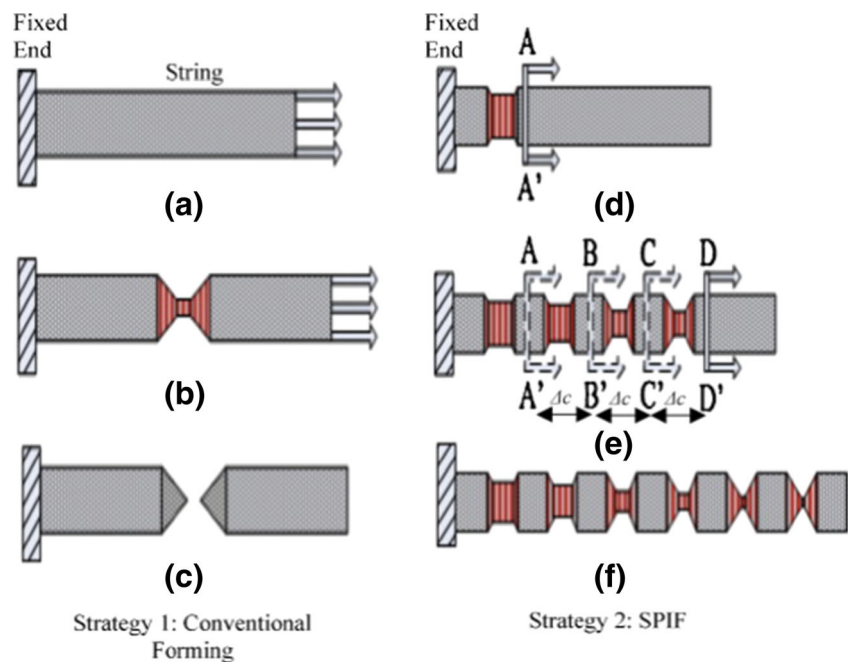 Fixed
End
String
(a)
(b)
(c)
Strategy 1: Conventional
Forming
Fixed
End
A
A'
(d)
A B C D
A' Δc B' Δc C' Δc D'
(e)
(f)
Strategy 2: SPIF